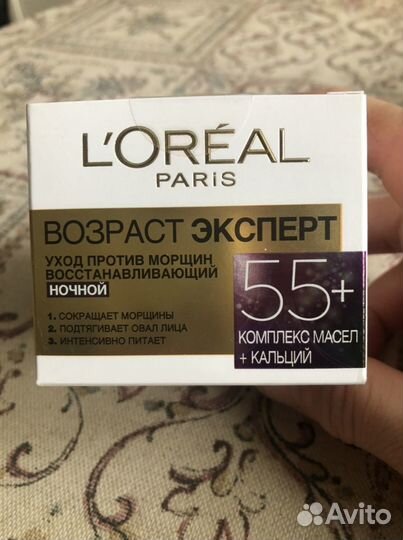 L'ORÉAL
PARiS
ВОЗРАСТ ЭКСПЕРТ
УХОД ПРОТИВ МОРЩИН
ВОССТАНАВЛИВАЮЩИЙ
НОЧНОЙ
1. СОКРАЩАЕТ МОРЩИНЫ
2. ПОДТЯГИВАЕТ ОВАЛ ЛИЦА
3. ИНТЕНСИВНО ПИТАЕТ
55+
КОМПЛЕКС МАСЕЛ
+ КАЛЬЦИЙ
Avito